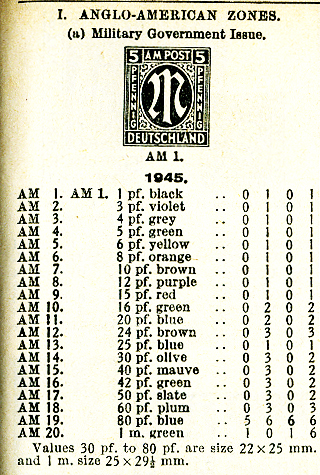 I. ANGLO-AMERICAN ZONES.
(a) Military Government Issue.
5 AM POST 5
PFENNIG M PFENNIG
DEUTSCHLAND
AM 1.
1945.
AM 1. AM 1. 1 pf. black .. 0 1 0 1
AM 2. 3 pf. violet .. 0 1 0 1
AM 3. 4 pf. grey .. 0 1 0 1
AM 4. 5 pf. green .. 0 1 0 1
AM 5. 6 pf. yellow .. 0 1 0 1
AM 6. 8 pf. orange .. 0 1 0 1
AM 7. 10 pf. brown .. 0 1 0 1
AM 8. 12 pf. purple .. 0 1 0 1
AM 9. 15 pf. red .. 0 1 0 1
AM 10. 16 pf. green .. 0 2 0 2
AM 11. 20 pf. blue .. 0 2 0 2
AM 12. 24 pf. brown .. 0 3 0 3
AM 13. 25 pf. blue .. 0 1 0 1
AM 14. 30 pf. olive .. 0 3 0 2
AM 15. 40 pf. mauve .. 0 3 0 2
AM 16. 42 pf. green .. 0 3 0 2
AM 17. 50 pf. slate .. 0 3 0 2
AM 18. 60 pf. plum .. 0 3 0 3
AM 19. 80 pf. blue .. 5 6 6 6
AM 20. 1 m. green .. 1 0 1 6
Values 30 pf. to 80 pf. are size 22 × 25 mm.
and 1 m. size 25 × 29½ mm.